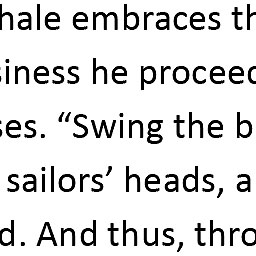 hale embraces th
siness he proceed
ses. “Swing the b
sailors’ heads, a
d. And thus, thro